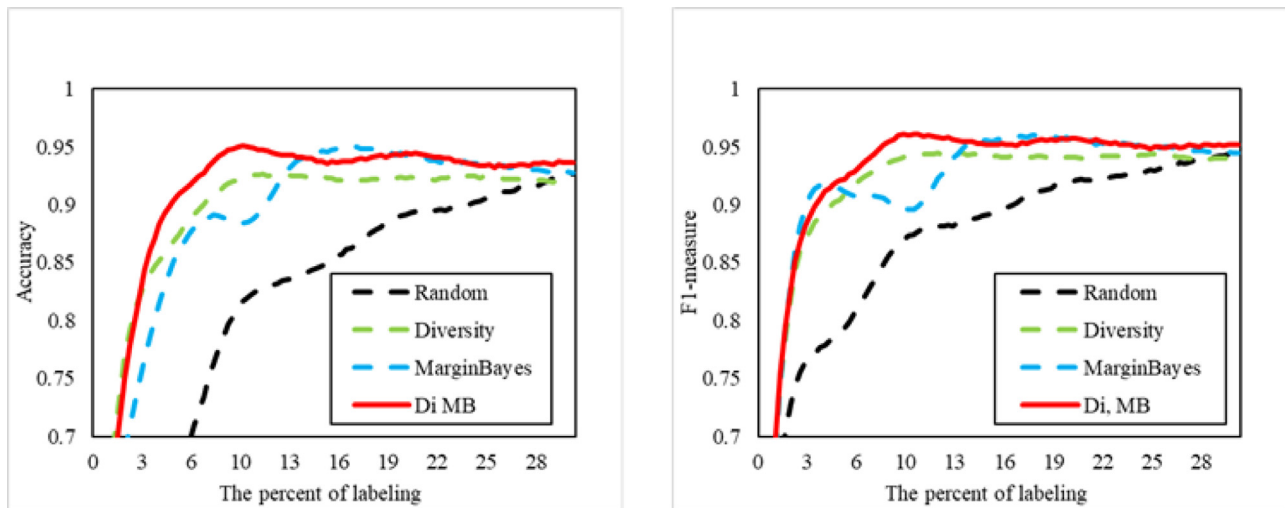 1
0.95
0.9
0.85
0.8
0.75
0.7
Accuracy
0 3 6 10 13 16 19 22 25 28
The percent of labeling
Random
Diversity
MarginBayes
Di MB
1
0.95
0.9
0.85
0.8
0.75
0.7
F1-measure
0 3 6 10 13 16 19 22 25 28
The percent of labeling
Random
Diversity
MarginBayes
Di, MB